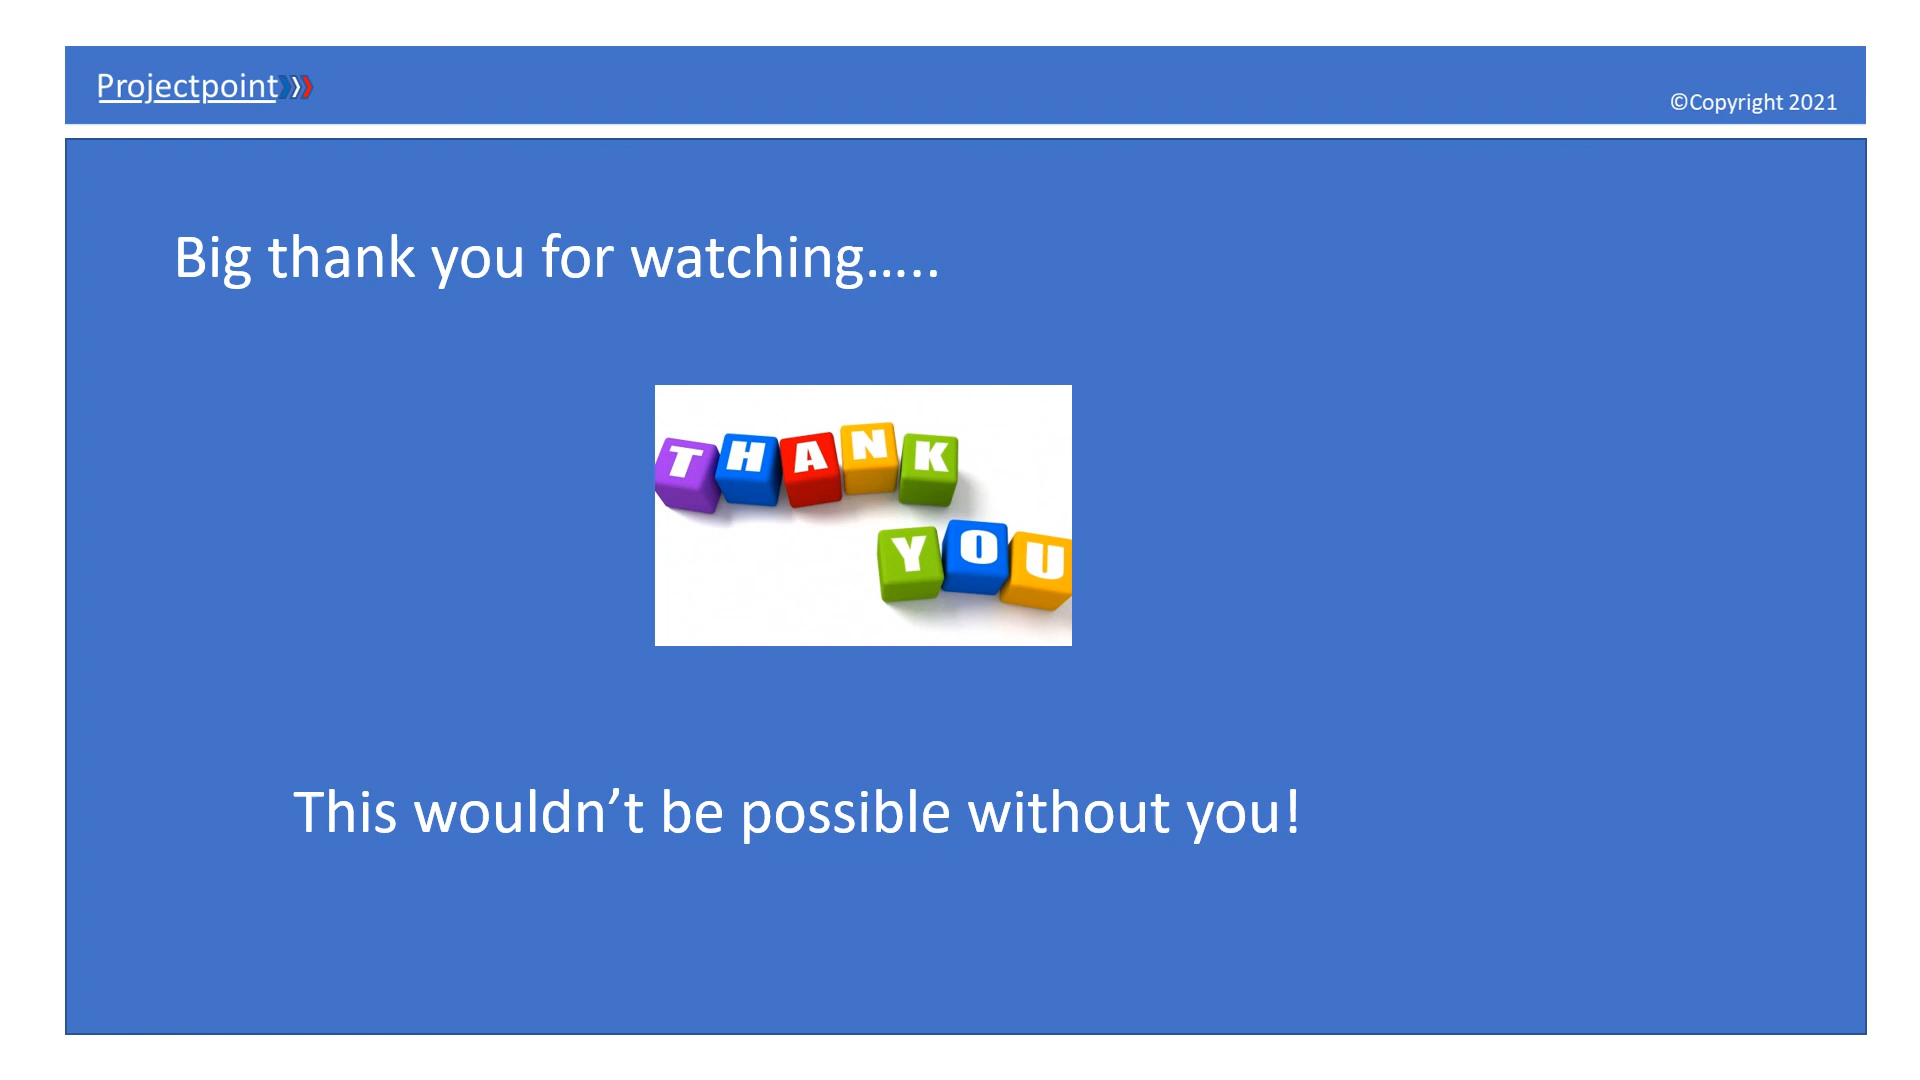 Projectpoint
©Copyright 2021
Big thank you for watching…..
THANK
YOU
This wouldn’t be possible without you!